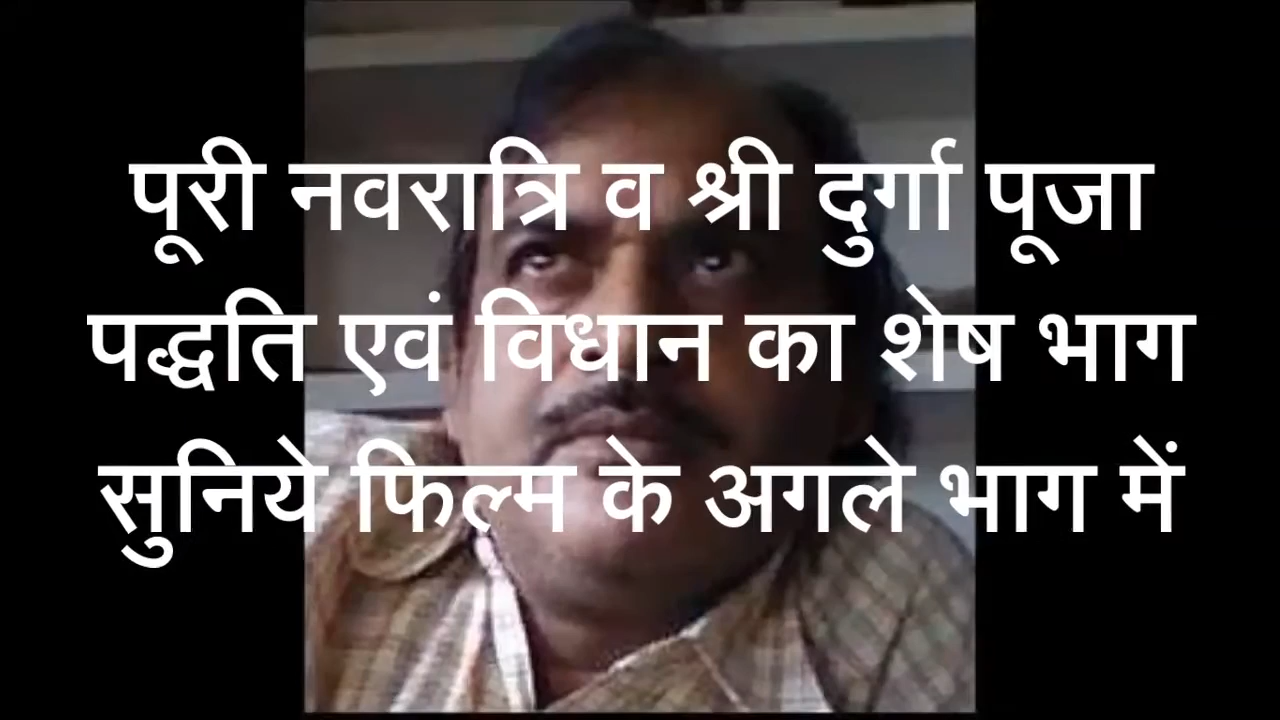 पूरी नवरात्रि व श्री दुर्गा पूजा
पद्धति एवं विधान का शेष भाग
सुनिये फिल्म के अगले भाग में